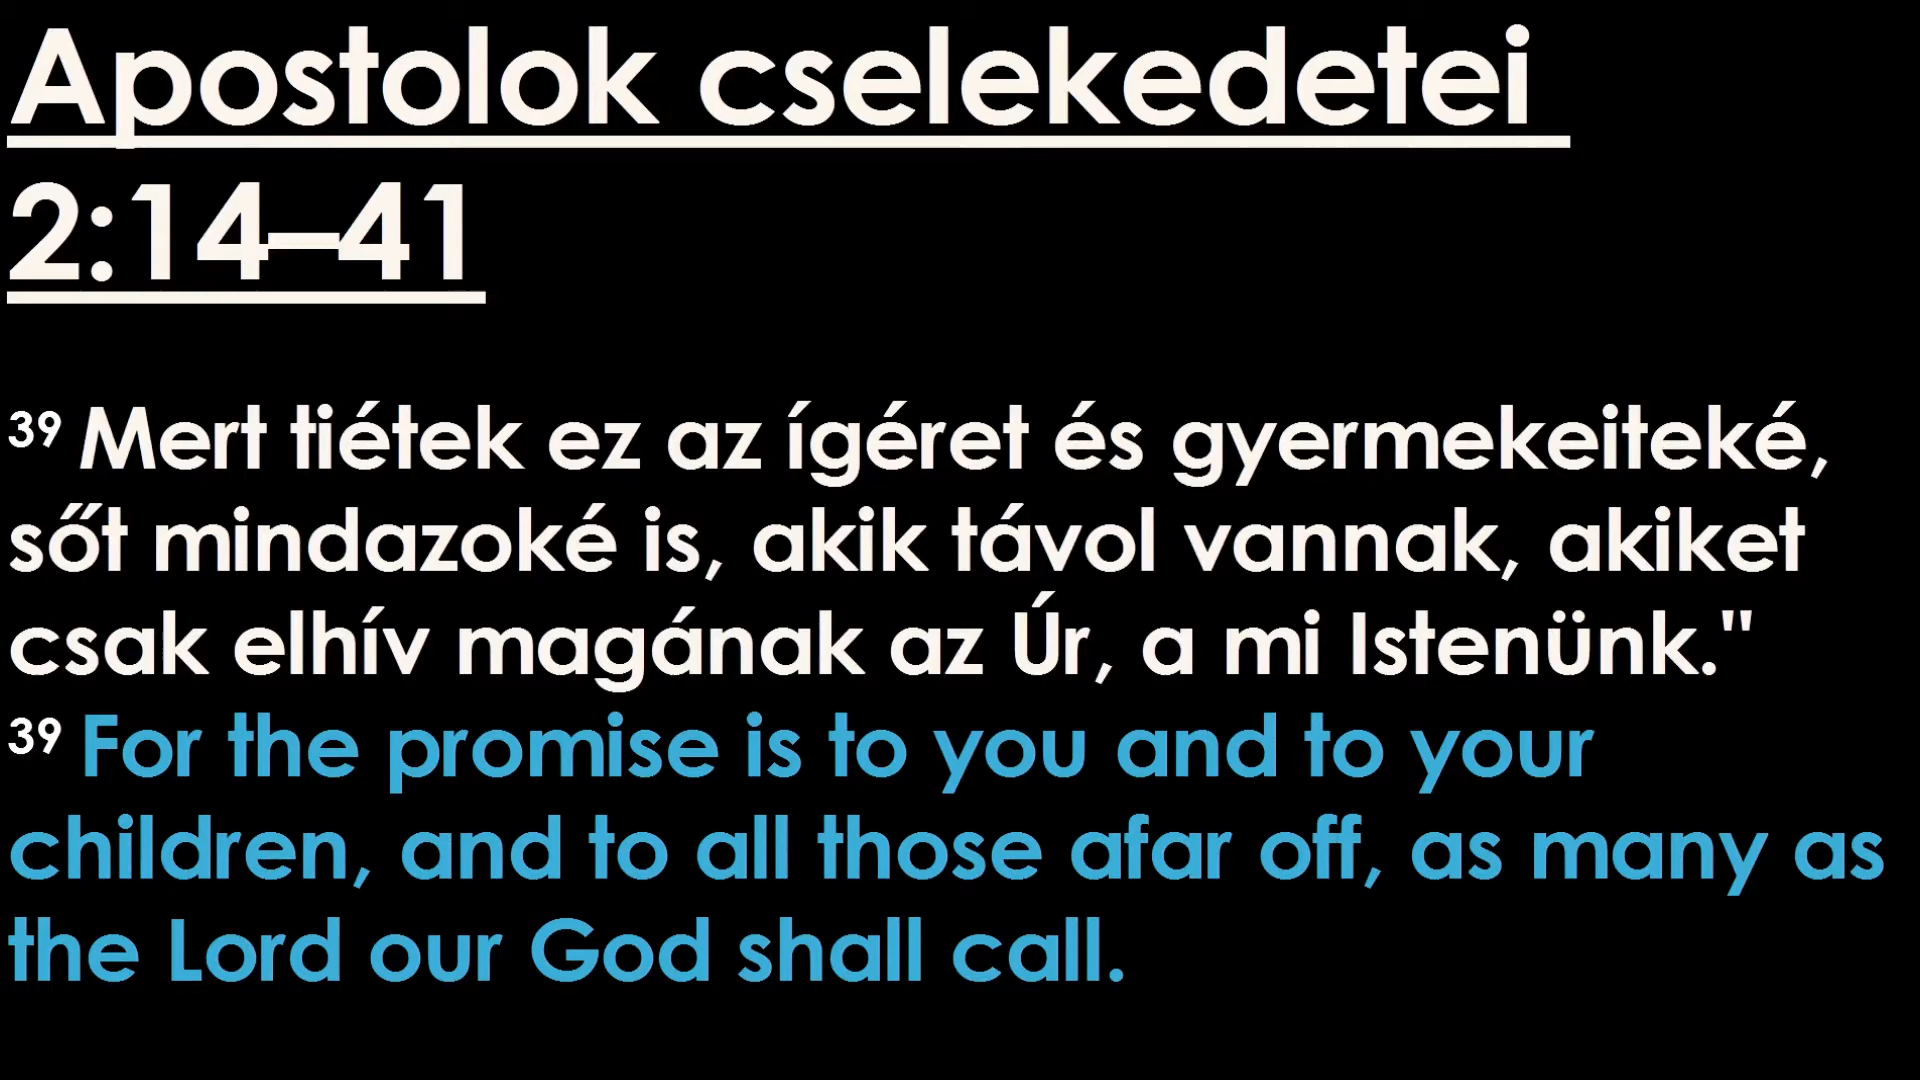 Apostolok cselekedetei
2:14–41
39 Mert tiétek ez az ígéret és gyermekeiteké,
sőt mindazoké is, akik távol vannak, akiket
csak elhív magának az Úr, a mi Istenünk."
39 For the promise is to you and to your
children, and to all those afar off, as many as
the Lord our God shall call.